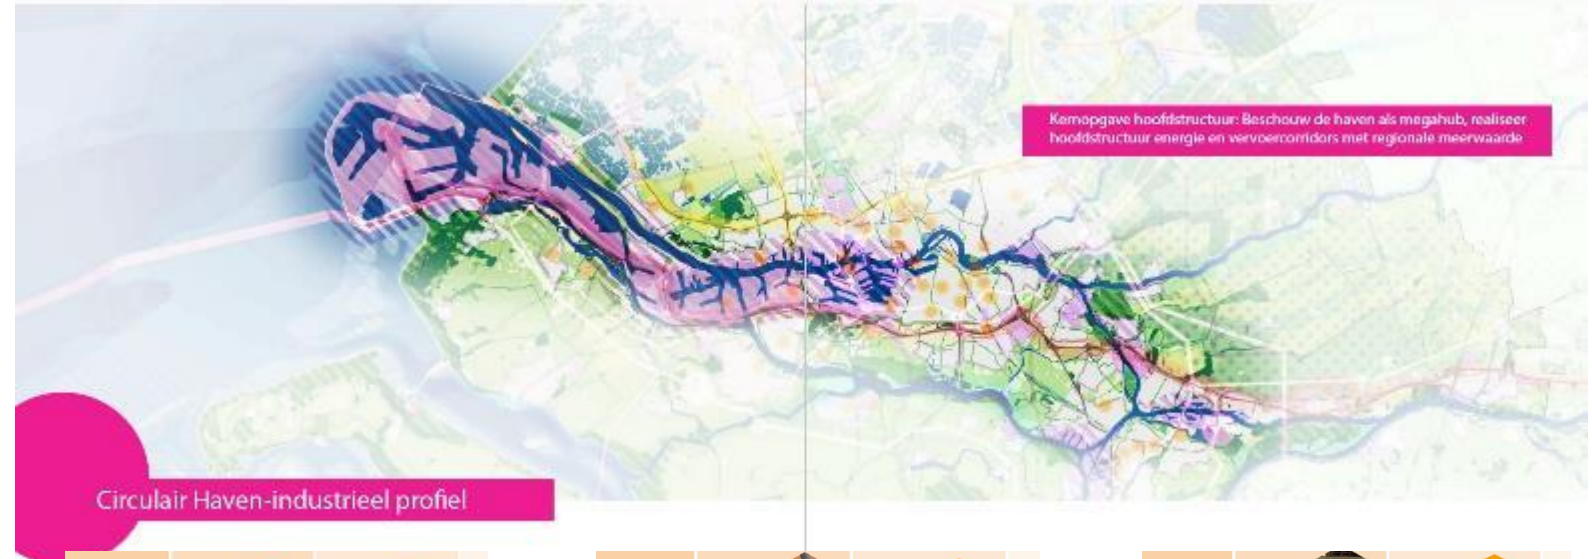 Kernopgave hoofdstructuur: Beschouw de haven als megahub, realiseer
hoofdstructuur energie en vervoercorridors met regionale meerwaarde
Circulair Haven-industrieel profiel